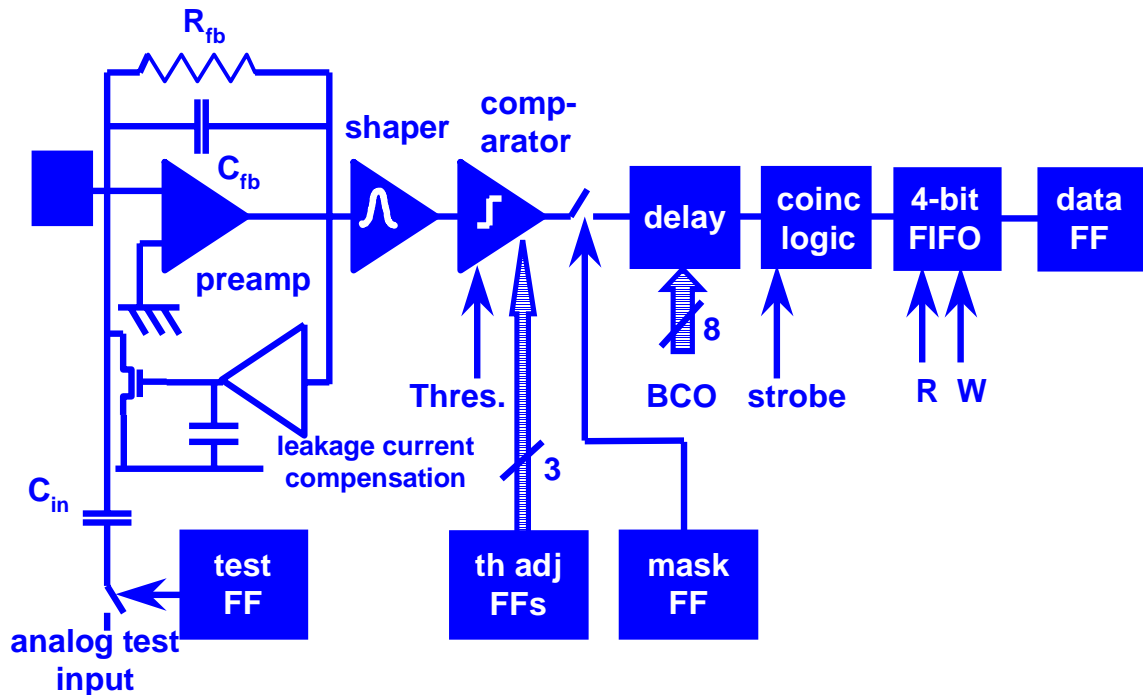 R_fb
comp-
arator
shaper
C_fb
preamp
delay
coinc
logic
4-bit
FIFO
data
FF
8
Thres.
BCO
strobe
R W
leakage current
compensation
3
C_in
test
FF
th adj
FFs
mask
FF
analog test
input